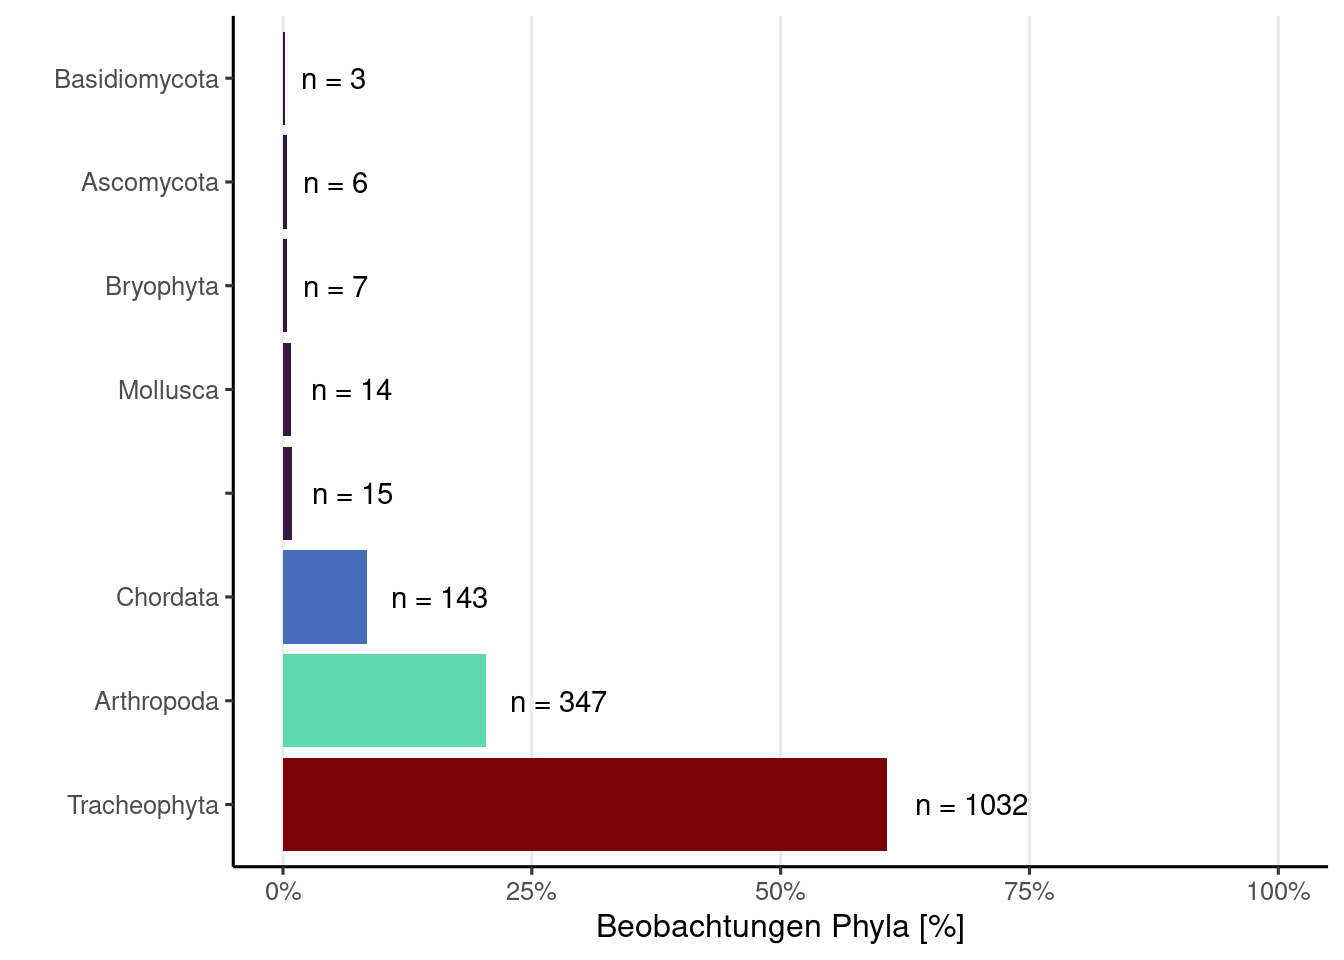 Basidiomycota n = 3
Ascomycota n = 6
Bryophyta n = 7
Mollusca n = 14
n = 15
Chordata n = 143
Arthropoda n = 347
Tracheophyta n = 1032
0% 25% 50% 75% 100%
Beobachtungen Phyla [%]